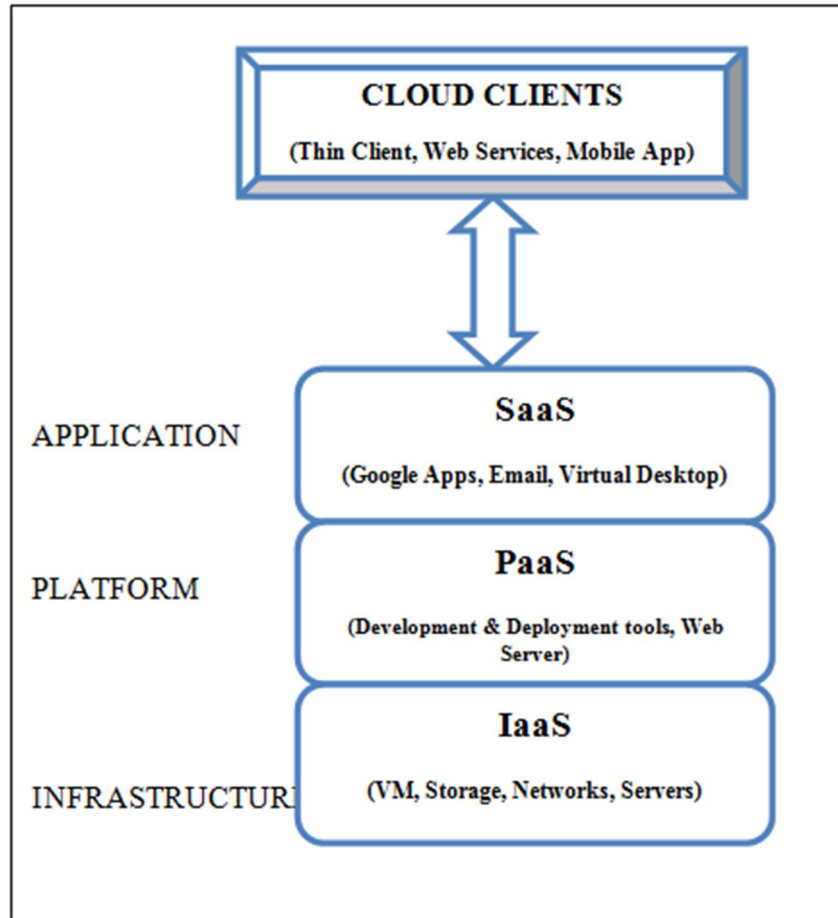 CLOUD CLIENTS
(Thin Client, Web Services, Mobile App)
SaaS
APPLICATION
(Google Apps, Email, Virtual Desktop)
PaaS
PLATFORM
(Development & Deployment tools, Web
Server)
IaaS
INFRASTRUCTURE
(VM, Storage, Networks, Servers)